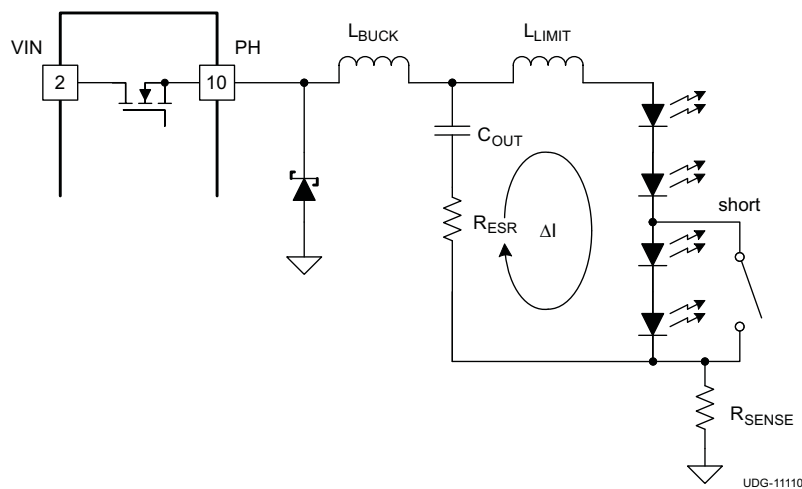 VIN
PH
2
10
LBUCK
LLIMIT
COUT
RESR
ΔI
short
RSENSE
UDG-11110